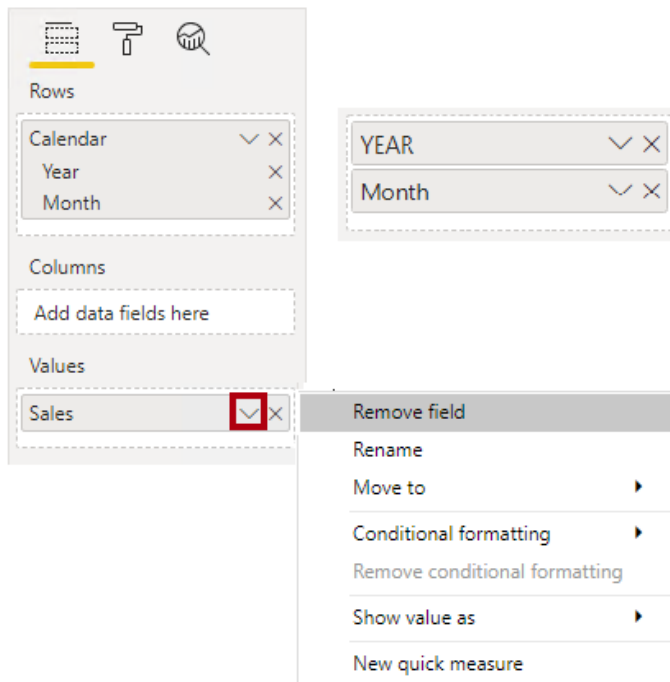 Rows
Calendar
Year
Month
Columns
Add data fields here
Values
Sales
YEAR
Month
Remove field
Rename
Move to
Conditional formatting
Remove conditional formatting
Show value as
New quick measure